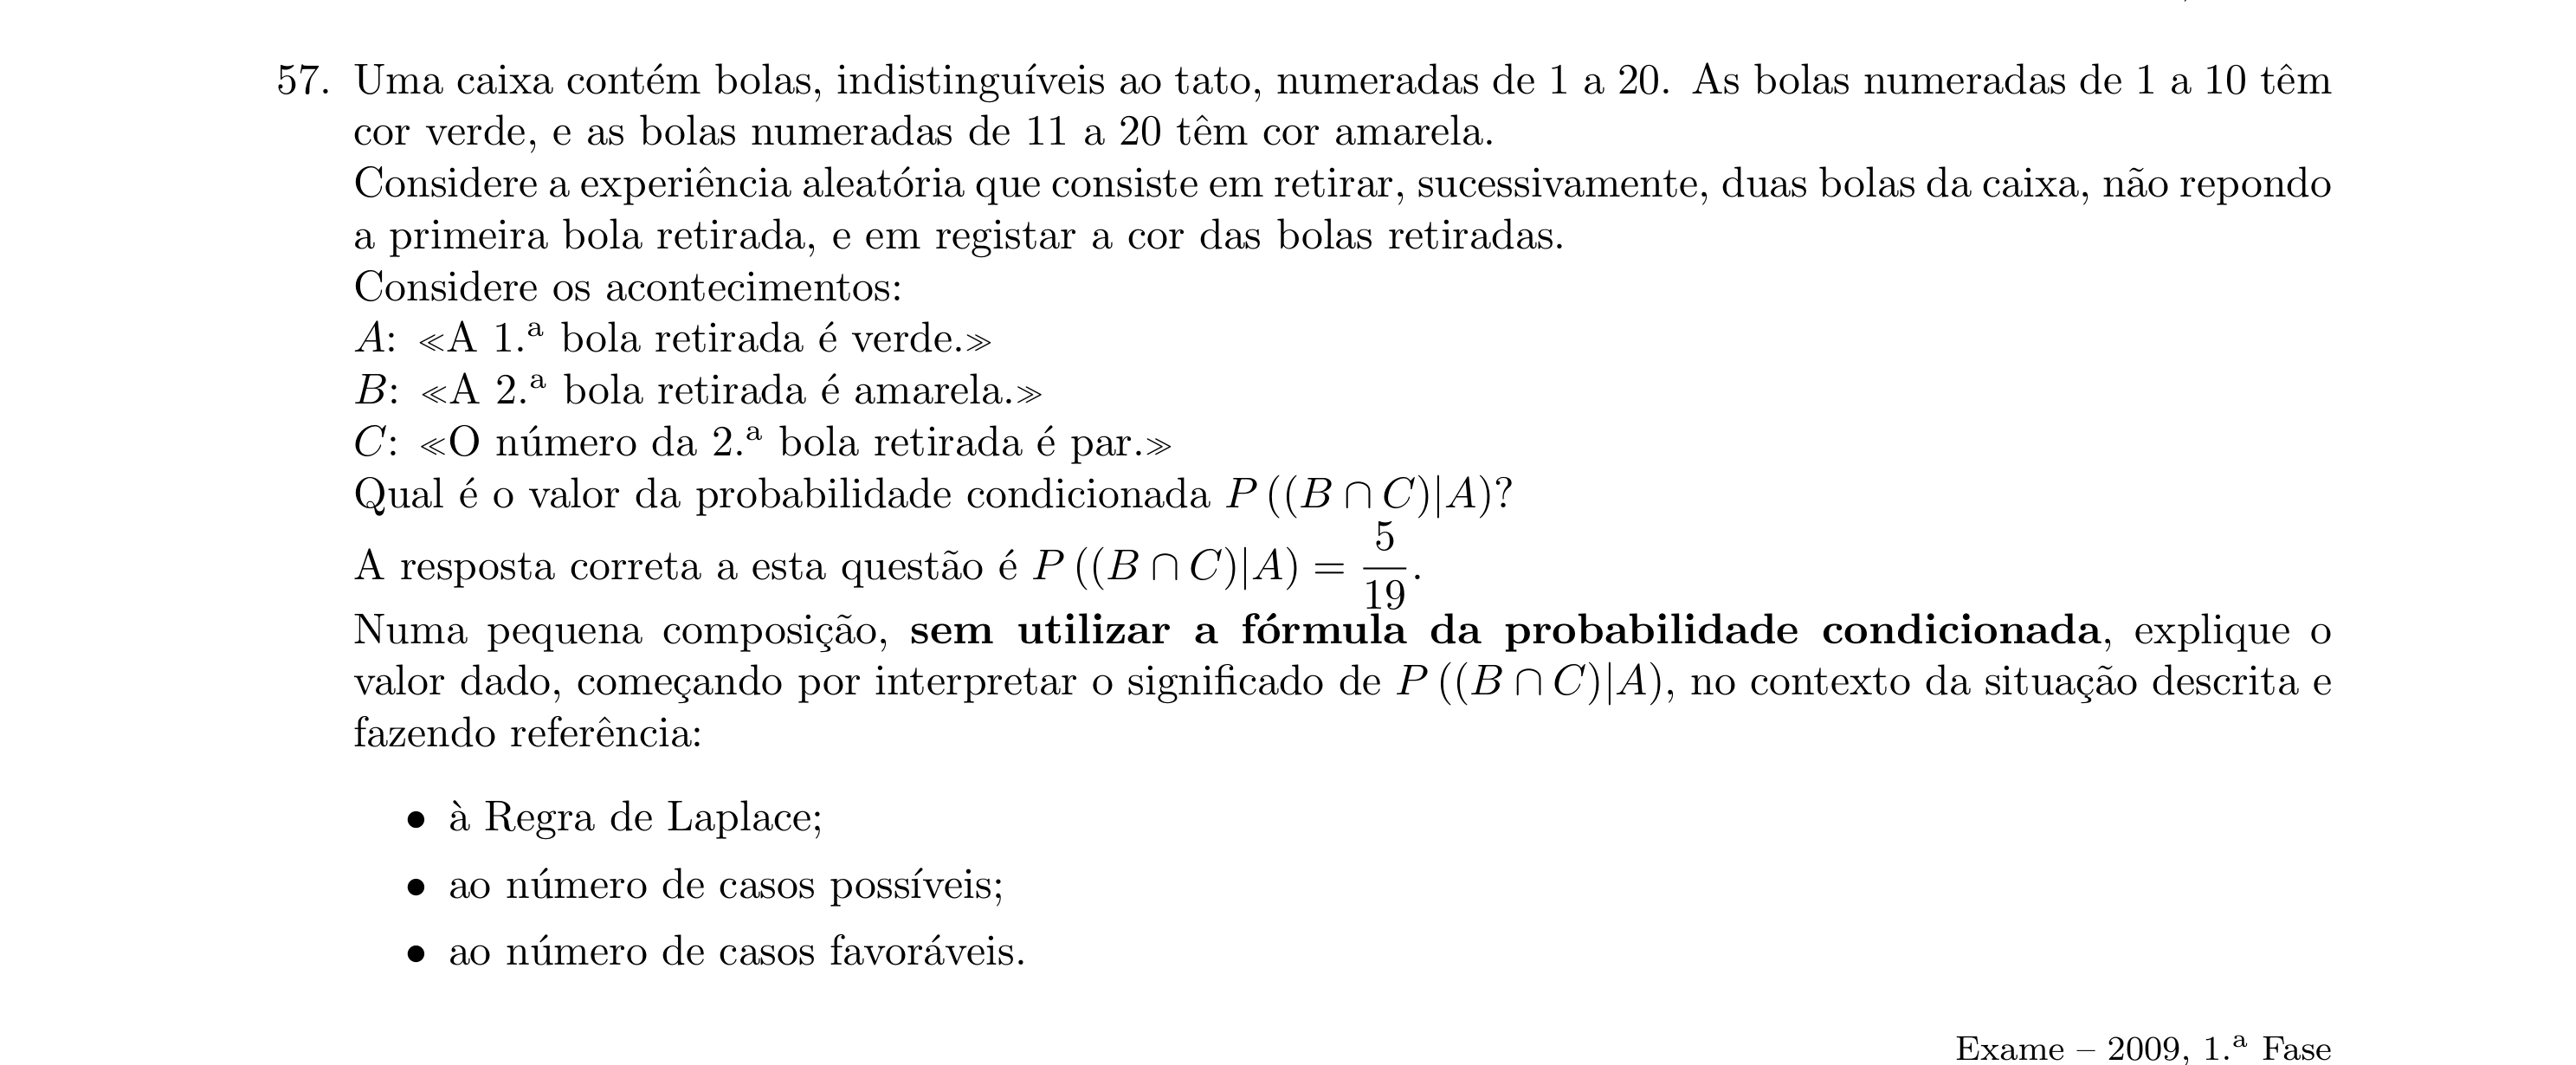 57. Uma caixa contém bolas, indistinguíveis ao tato, numeradas de 1 a 20. As bolas numeradas de 1 a 10 têm
cor verde, e as bolas numeradas de 11 a 20 têm cor amarela.
Considere a experiência aleatória que consiste em retirar, sucessivamente, duas bolas da caixa, não repondo
a primeira bola retirada, e em registar a cor das bolas retiradas.
Considere os acontecimentos:
A: ≪A 1.ª bola retirada é verde.≫
B: ≪A 2.ª bola retirada é amarela.≫
C: ≪O número da 2.ª bola retirada é par.≫
Qual é o valor da probabilidade condicionada P ((B ∩ C)|A)?
A resposta correta a esta questão é P ((B ∩ C)|A) = 5/19.
Numa pequena composição, sem utilizar a fórmula da probabilidade condicionada, explique o
valor dado, começando por interpretar o significado de P ((B ∩ C)|A), no contexto da situação descrita e
fazendo referência:
• à Regra de Laplace;
• ao número de casos possíveis;
• ao número de casos favoráveis.
Exame – 2009, 1.ª Fase